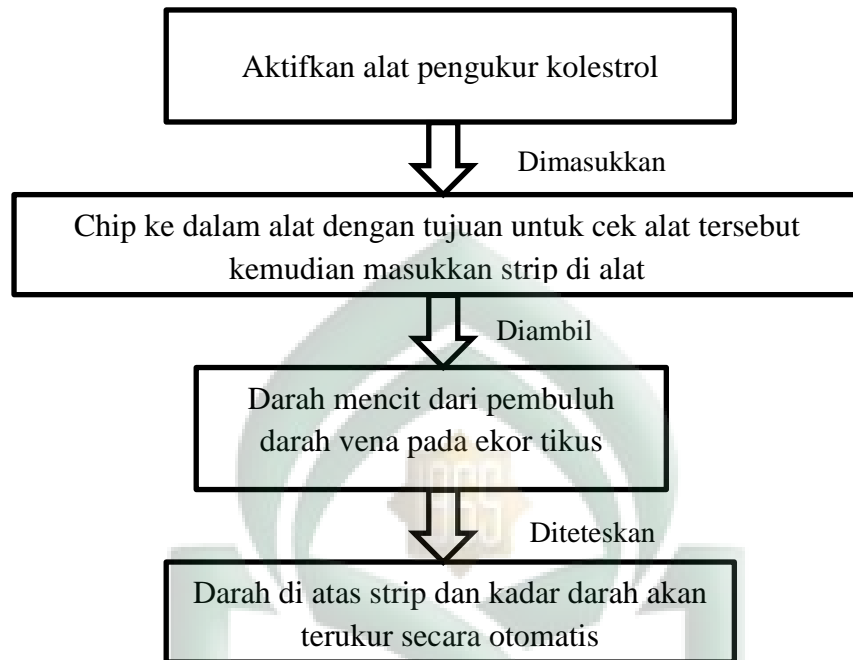 Aktifkan alat pengukur kolestrol
Dimasukkan
Chip ke dalam alat dengan tujuan untuk cek alat tersebut
kemudian masukkan strip di alat
Diambil
Darah mencit dari pembuluh
darah vena pada ekor tikus
Diteteskan
Darah di atas strip dan kadar darah akan
terukur secara otomatis